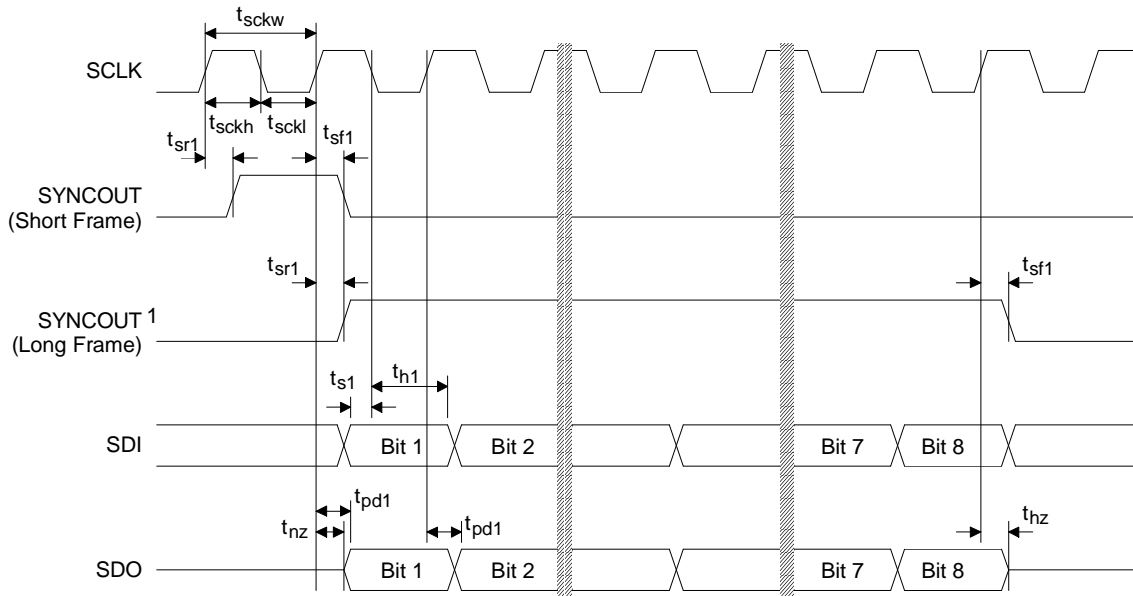 tsckw
SCLK
tsckh tsckl
tsr1 tsf1
SYNCOUT
(Short Frame)
tsr1 tsf1
SYNCOUT 1
(Long Frame)
ts1 th1
SDI Bit 1 Bit 2 Bit 7 Bit 8
tpd1
tnz tpd1 thz
SDO Bit 1 Bit 2 Bit 7 Bit 8